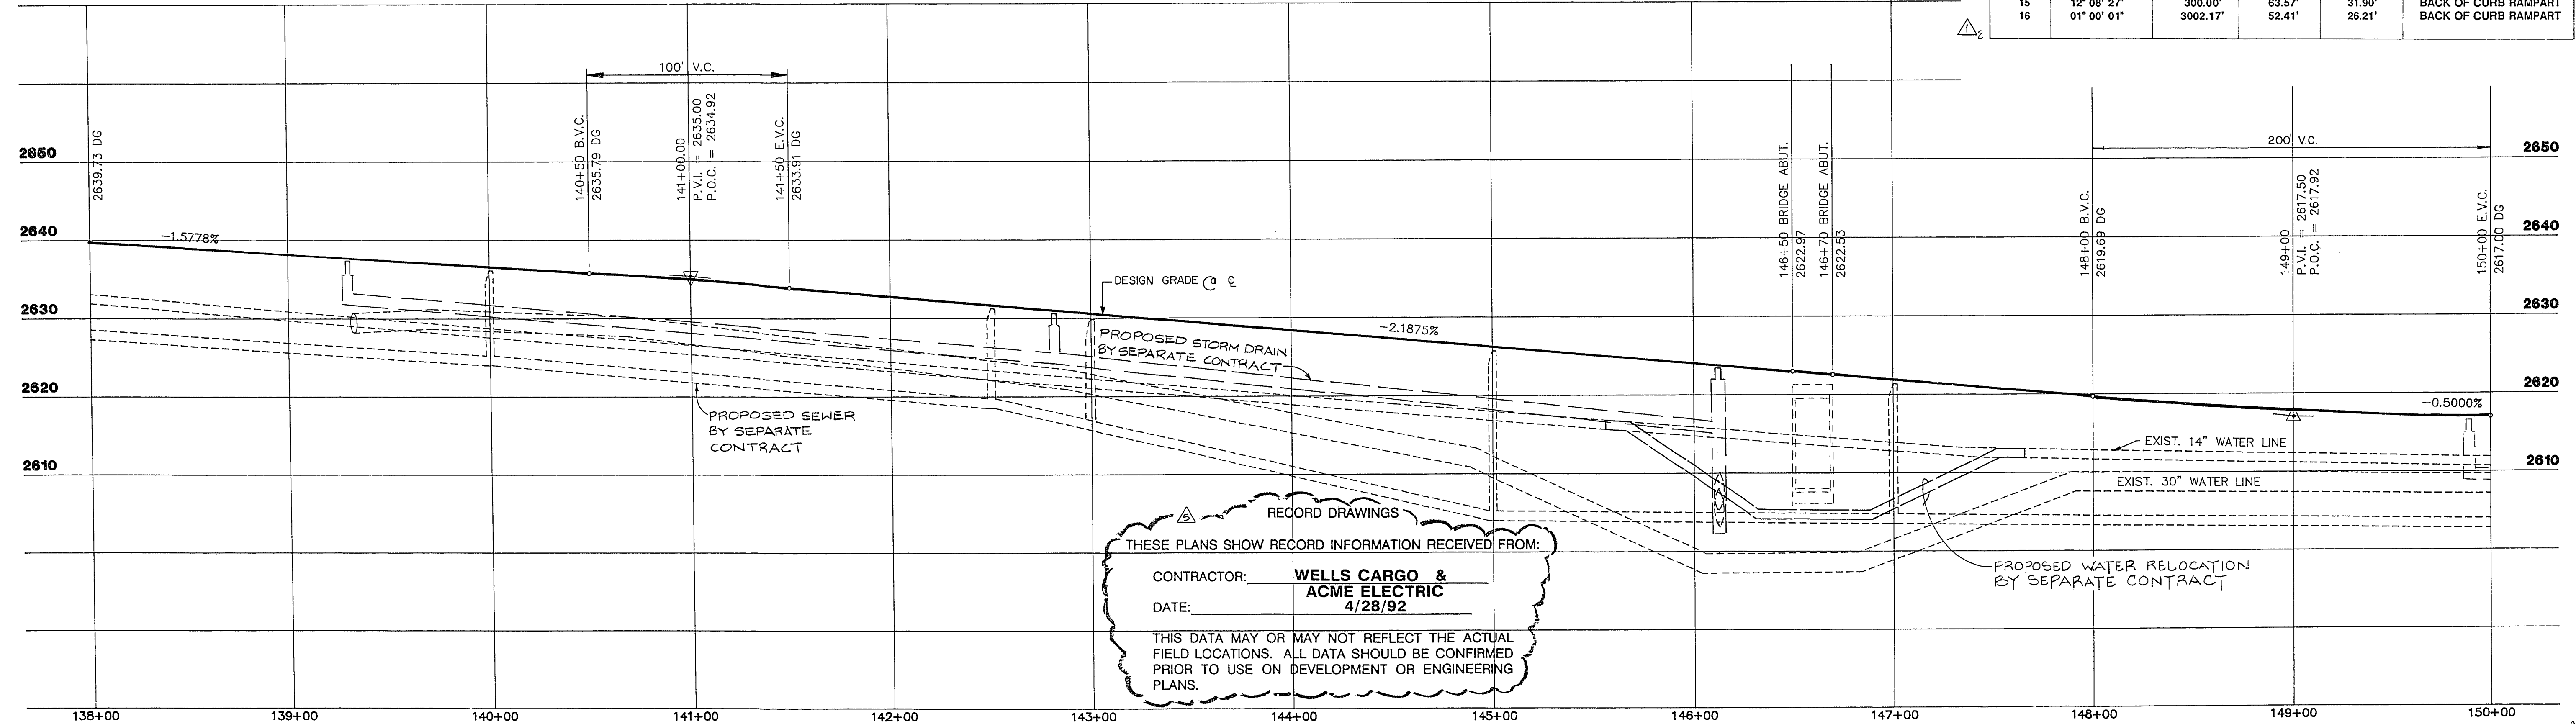 15 12° 08' 27" 300.00' 63.57' 31.90' BACK OF CURB RAMPART
16 01° 00' 01" 3002.17' 52.41' 26.21' BACK OF CURB RAMPART
1 2
100' V.C.
200' V.C.
2639.73 DG
140+50 B.V.C.
2635.79 DG
141+00.00
P.V.I. = 2635.00
P.O.C. = 2634.92
141+50 E.V.C.
2633.91 DG
146+50 BRIDGE ABUT.
2622.97
146+70 BRIDGE ABUT.
2622.53
148+00 B.V.C.
2619.69 DG
149+00
P.V.I. = 2617.50
P.O.C. = 2617.92
150+00 E.V.C.
2617.00 DG
2650 2650
2640 2640
2630 2630
2620 2620
2610 2610
-1.5778%
DESIGN GRADE @ ℄
-2.1875%
-0.5000%
PROPOSED STORM DRAIN
BY SEPARATE CONTRACT
PROPOSED SEWER
BY SEPARATE
CONTRACT
EXIST. 14" WATER LINE
EXIST. 30" WATER LINE
PROPOSED WATER RELOCATION
BY SEPARATE CONTRACT
5 RECORD DRAWINGS
THESE PLANS SHOW RECORD INFORMATION RECEIVED FROM:
CONTRACTOR: WELLS CARGO &
ACME ELECTRIC
DATE: 4/28/92
THIS DATA MAY OR MAY NOT REFLECT THE ACTUAL
FIELD LOCATIONS. ALL DATA SHOULD BE CONFIRMED
PRIOR TO USE ON DEVELOPMENT OR ENGINEERING
PLANS.
138+00 139+00 140+00 141+00 142+00 143+00 144+00 145+00 146+00 147+00 148+00 149+00 150+00